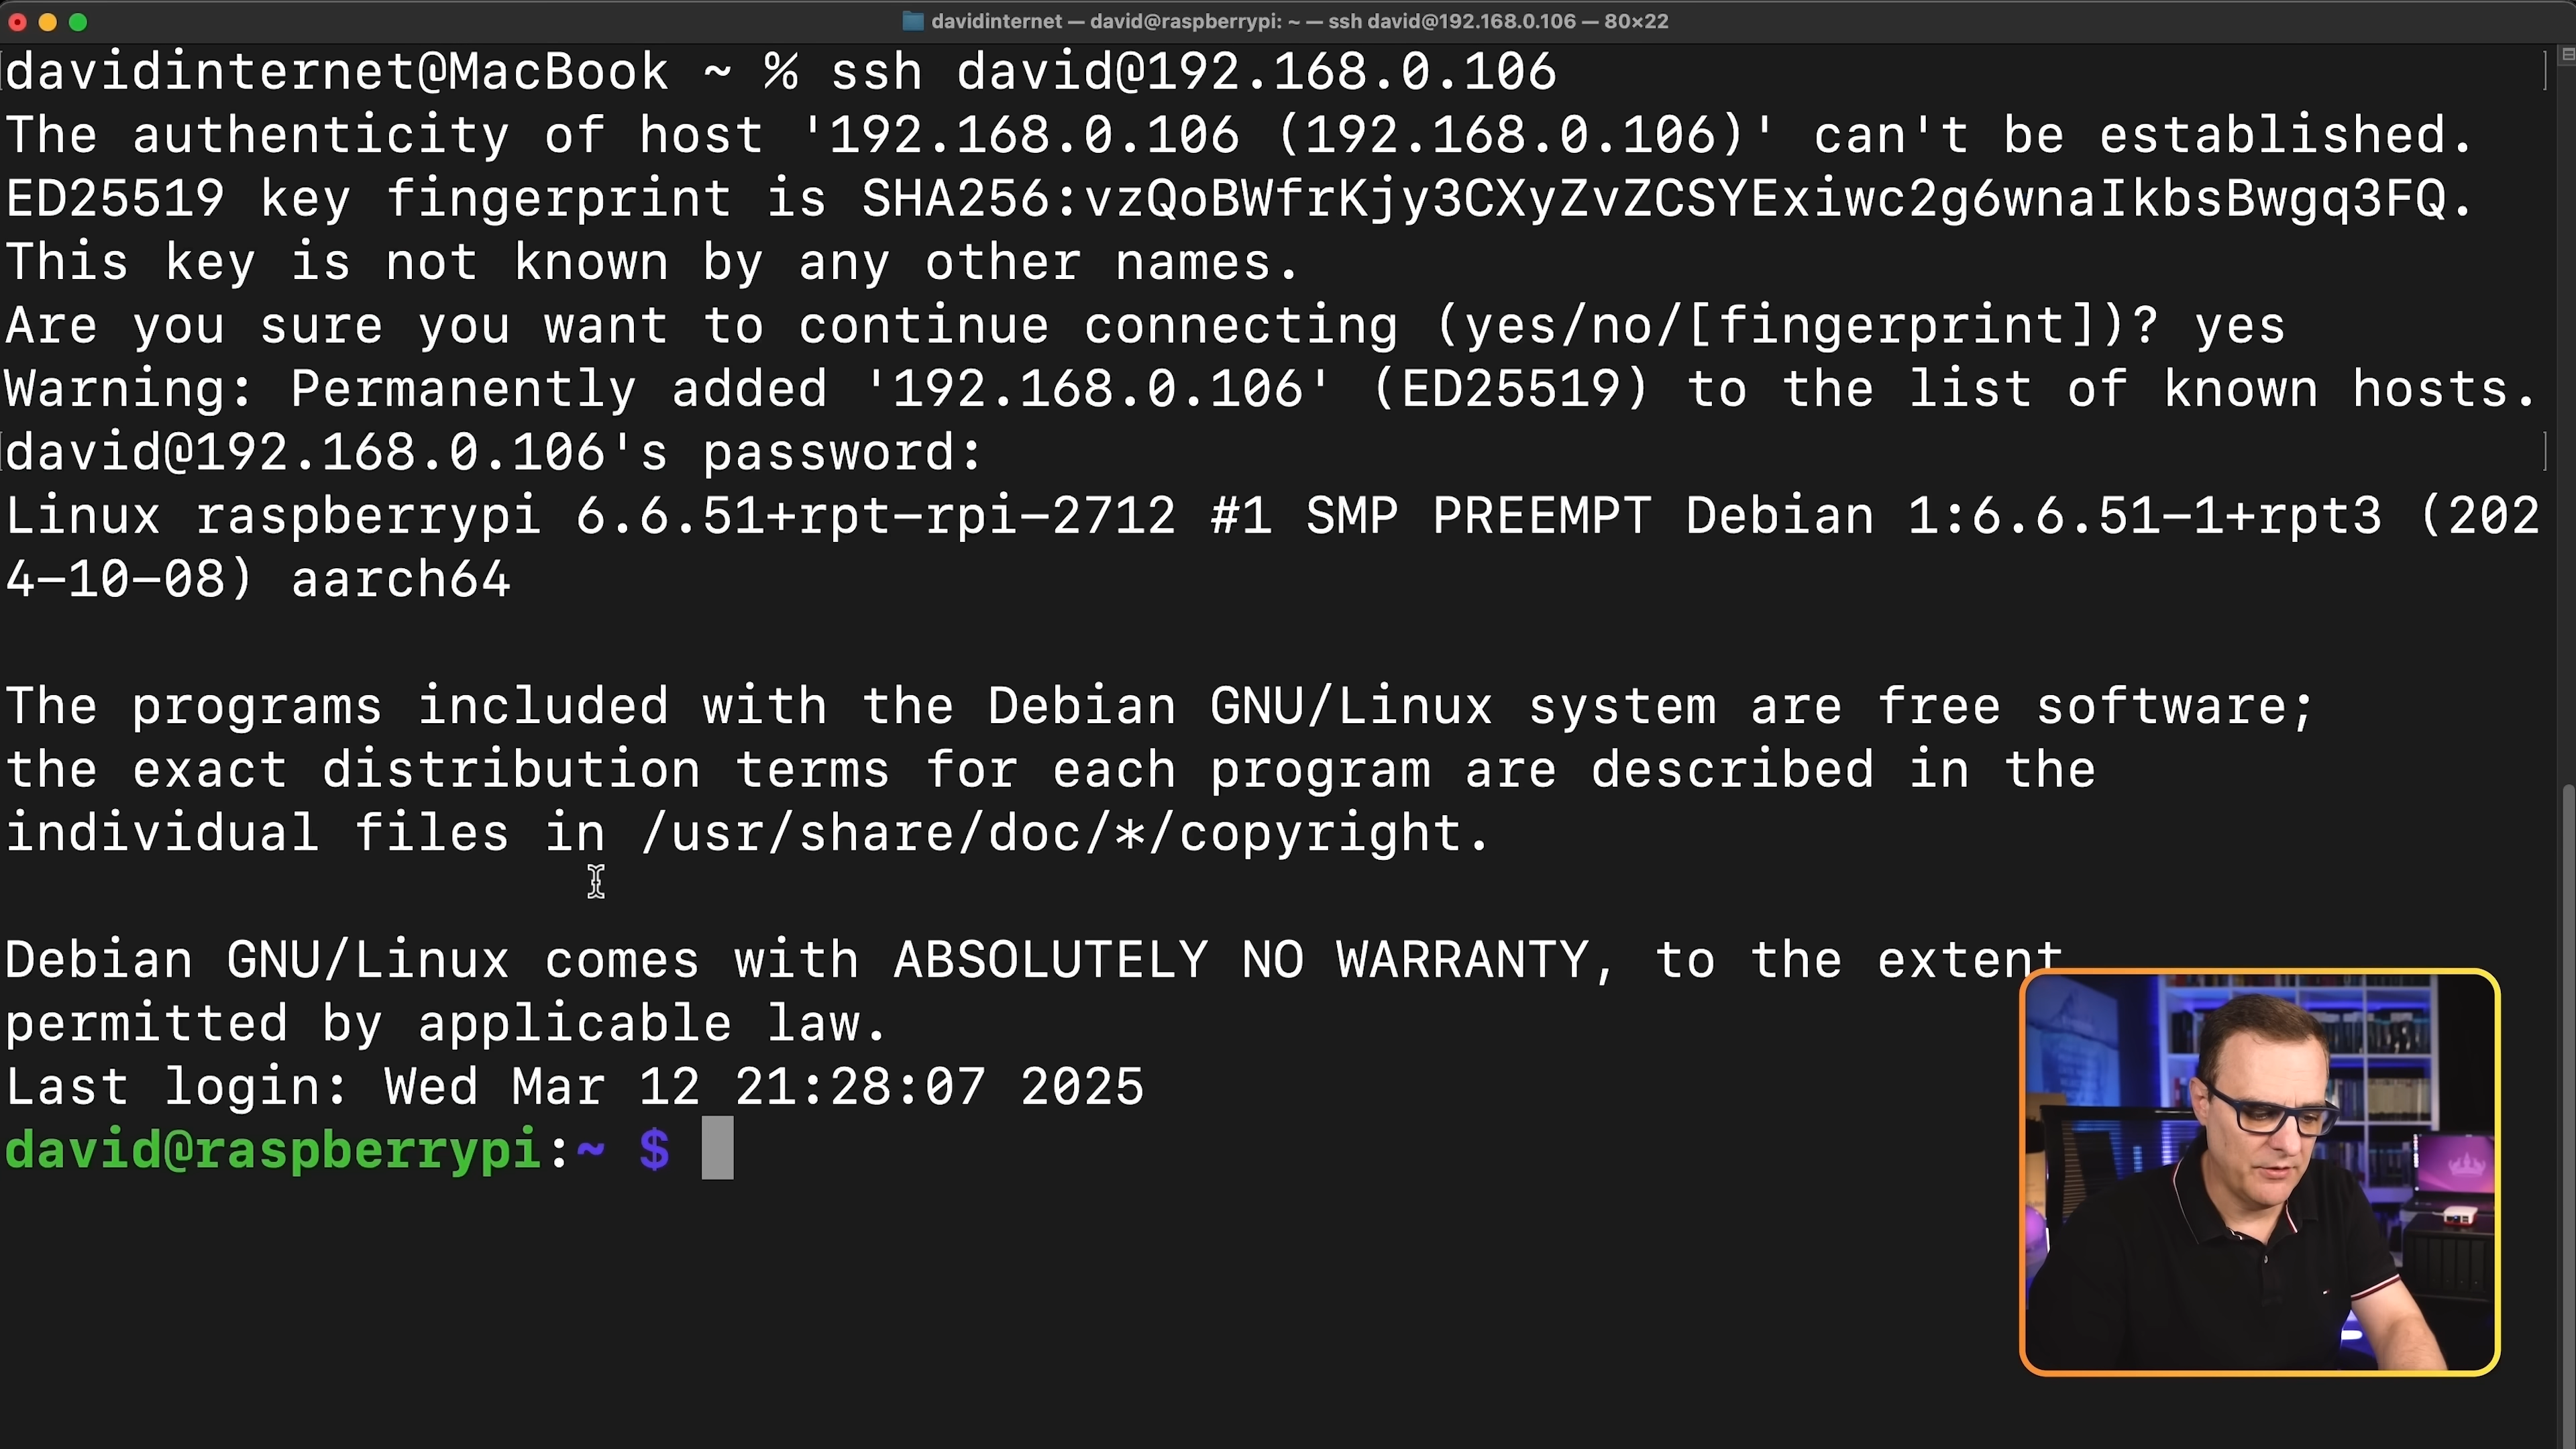 davidinternet — david@raspberrypi: ~ — ssh david@192.168.0.106 — 80×22
davidinternet@MacBook ~ % ssh david@192.168.0.106
The authenticity of host '192.168.0.106 (192.168.0.106)' can't be established.
ED25519 key fingerprint is SHA256:vzQoBWfrKjy3CXyZvZCSYExiwc2g6wnaIkbsBwgq3FQ.
This key is not known by any other names.
Are you sure you want to continue connecting (yes/no/[fingerprint])? yes
Warning: Permanently added '192.168.0.106' (ED25519) to the list of known hosts.
david@192.168.0.106's password:
Linux raspberrypi 6.6.51+rpt-rpi-2712 #1 SMP PREEMPT Debian 1:6.6.51-1+rpt3 (202
4-10-08) aarch64
The programs included with the Debian GNU/Linux system are free software;
the exact distribution terms for each program are described in the
individual files in /usr/share/doc/*/copyright.
Debian GNU/Linux comes with ABSOLUTELY NO WARRANTY, to the extent
permitted by applicable law.
Last login: Wed Mar 12 21:28:07 2025
david@raspberrypi:~ $